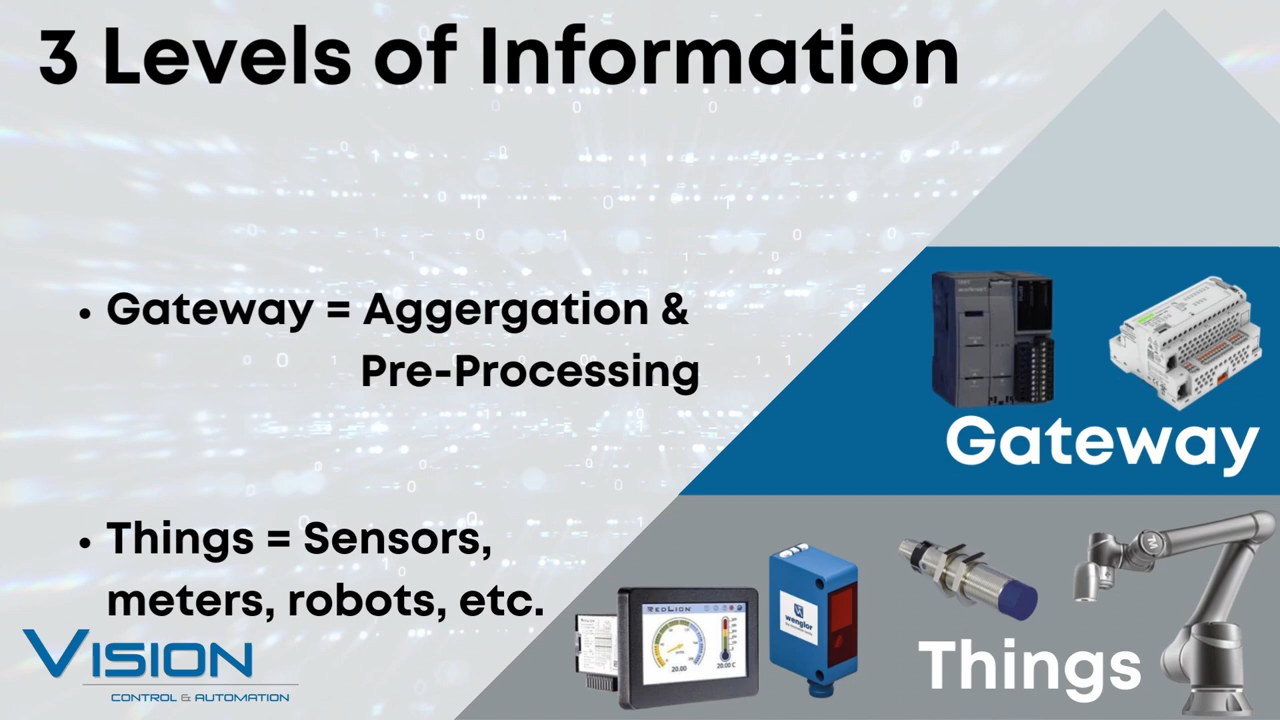 3 Levels of Information
• Gateway = Aggergation &
Pre-Processing
Gateway
• Things = Sensors,
meters, robots, etc.
REDLION
20.00
20.00 C
wenglor
Things
VISION
CONTROL & AUTOMATION